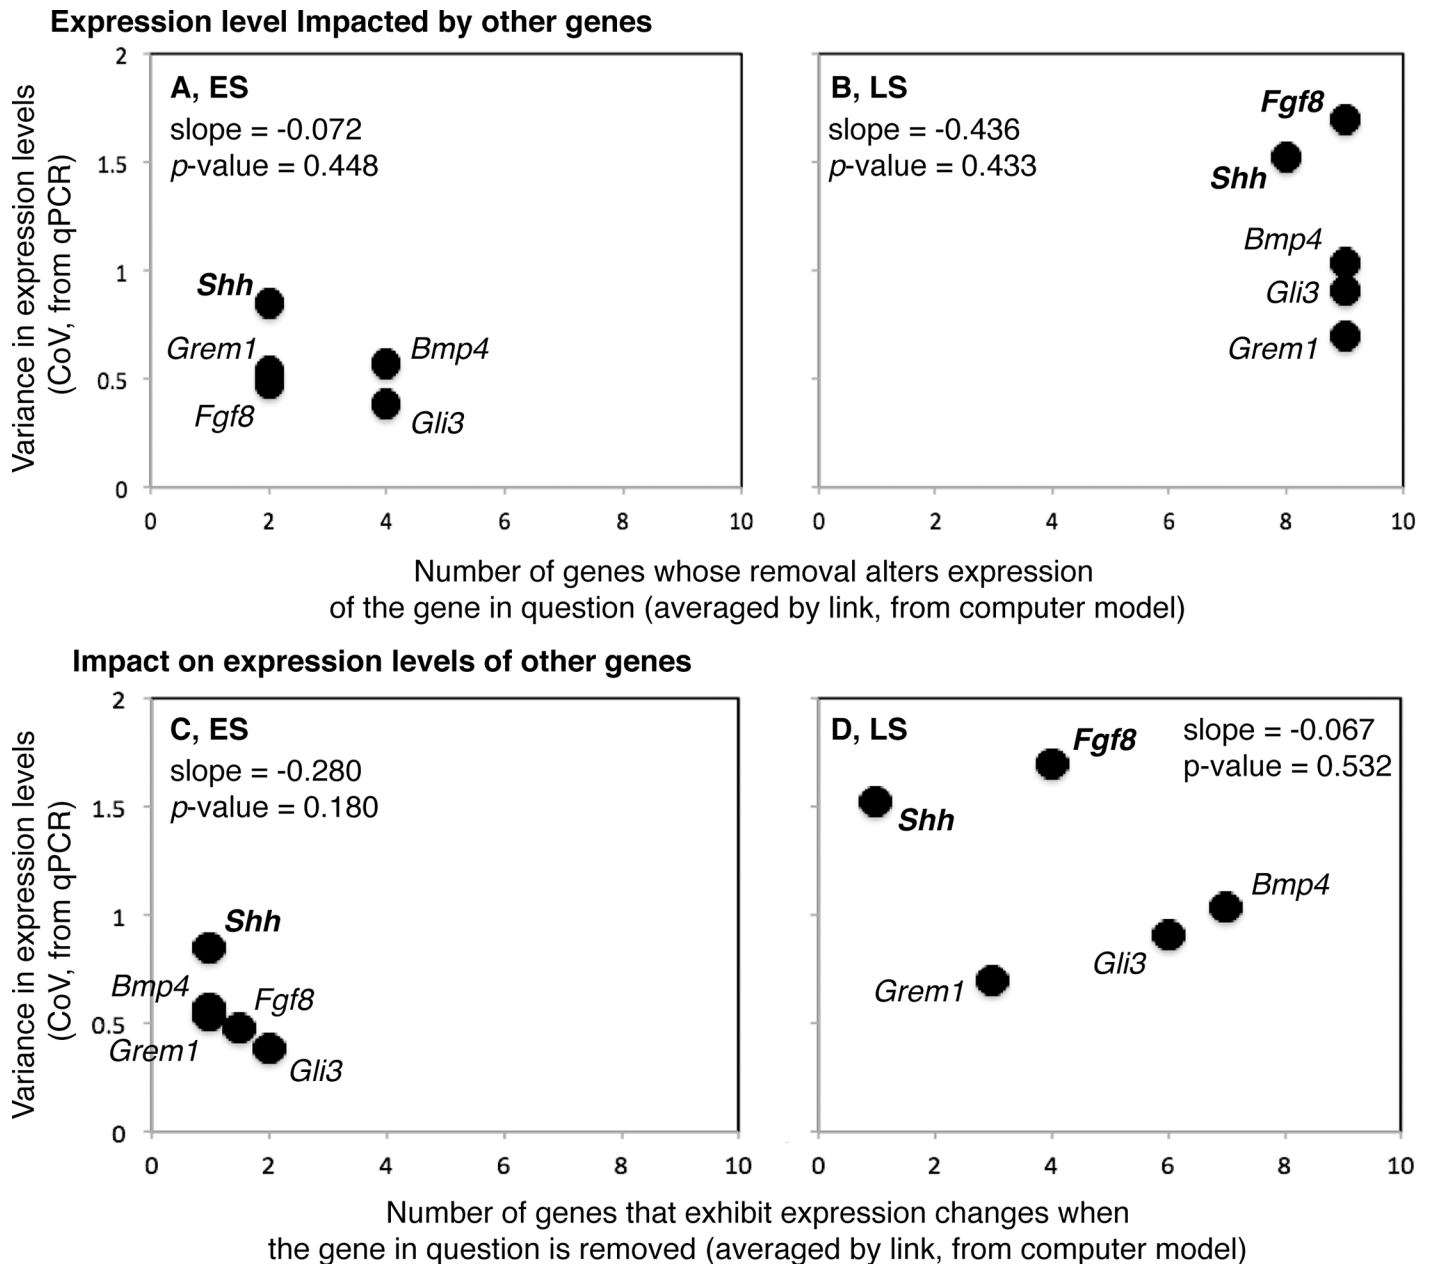 Expression level Impacted by other genes
Variance in expression levels
(CoV, from qPCR)
2
1.5
1
0.5
0
A, ES
slope = -0.072
p-value = 0.448
Shh
Grem1
Fgf8
Bmp4
Gli3
0 2 4 6 8 10
B, LS
slope = -0.436
p-value = 0.433
Fgf8
Shh
Bmp4
Gli3
Grem1
0 2 4 6 8 10
Number of genes whose removal alters expression
of the gene in question (averaged by link, from computer model)
Impact on expression levels of other genes
Variance in expression levels
(CoV, from qPCR)
2
1.5
1
0.5
0
C, ES
slope = -0.280
p-value = 0.180
Shh
Bmp4
Fgf8
Grem1
Gli3
0 2 4 6 8 10
D, LS
slope = -0.067
p-value = 0.532
Fgf8
Shh
Bmp4
Gli3
Grem1
0 2 4 6 8 10
Number of genes that exhibit expression changes when
the gene in question is removed (averaged by link, from computer model)